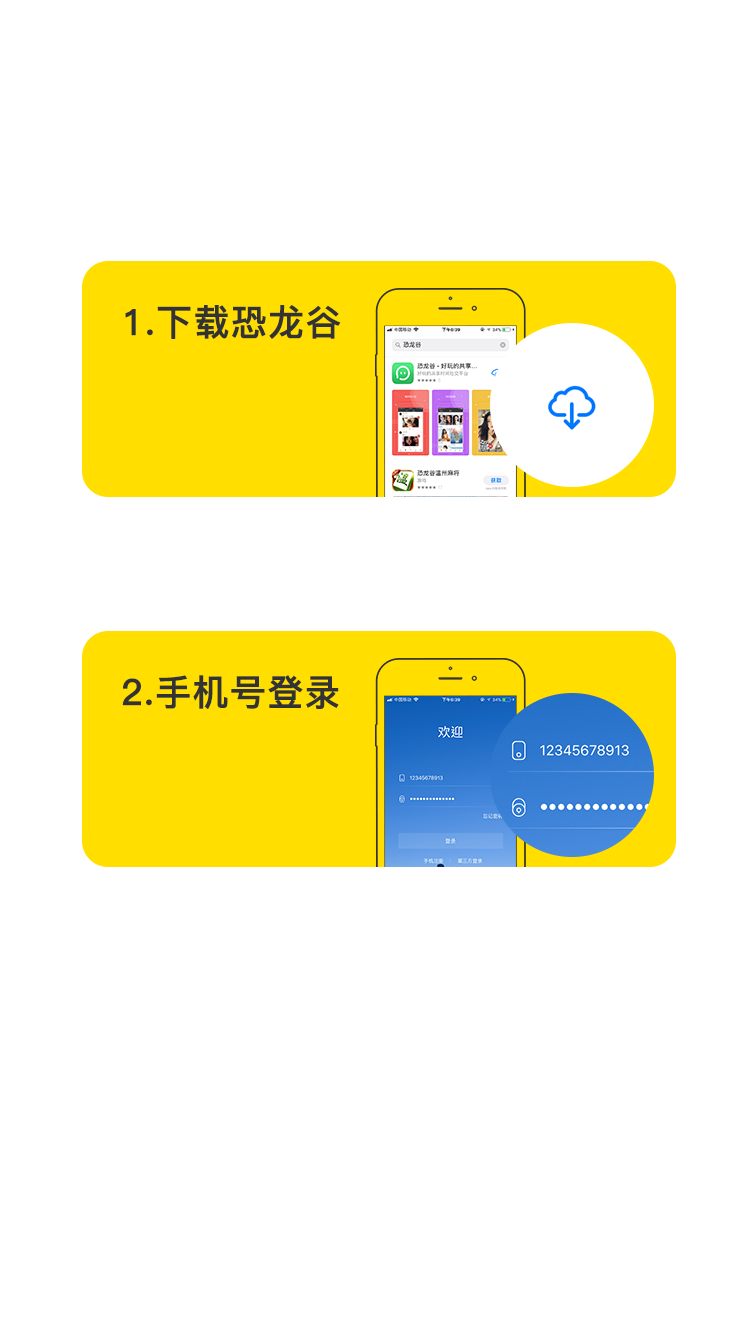 1.下载恐龙谷
中国移动
下午6:39
34%
恐龙谷
恐龙谷 - 好玩的共享...
恐龙谷温州麻将
游戏
获取
2.手机号登录
中国移动
下午6:39
34%
欢迎
12345678913
12345678913
忘记密码
登录
手机注册
第三方登录